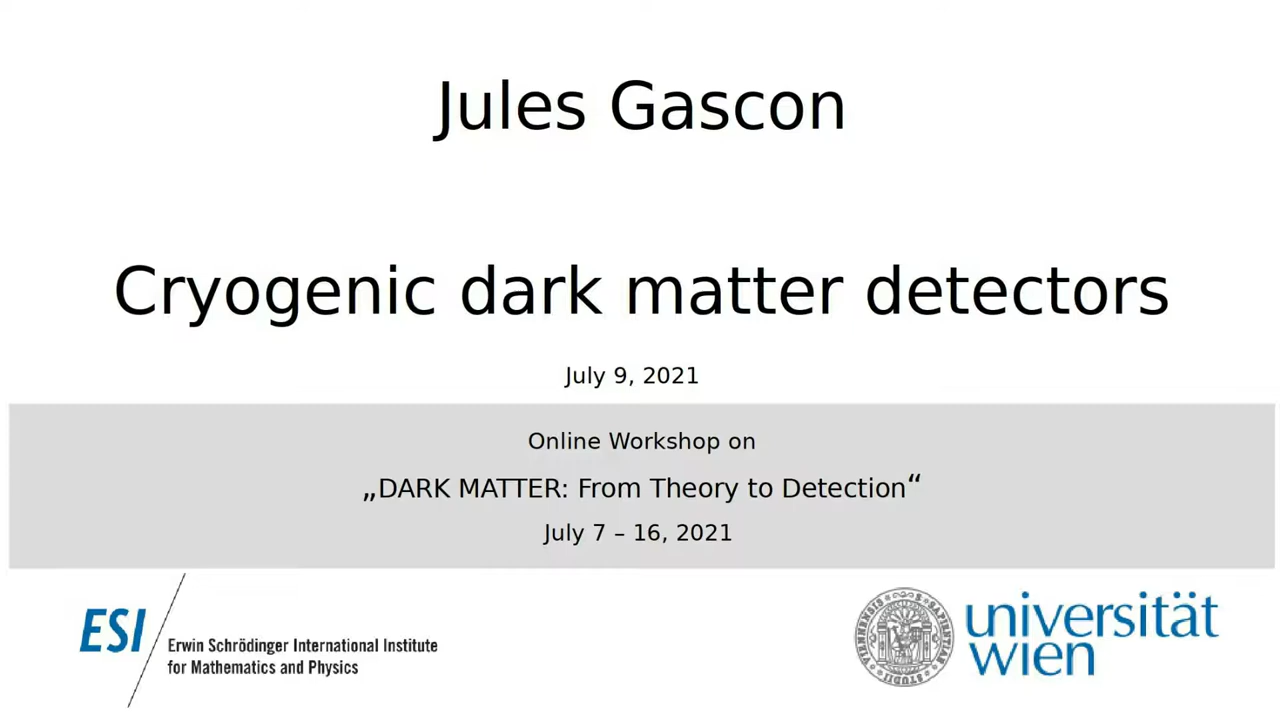 Jules Gascon
Cryogenic dark matter detectors
July 9, 2021
Online Workshop on
„DARK MATTER: From Theory to Detection“
July 7 – 16, 2021
ESI
Erwin Schrödinger International Institute
for Mathematics and Physics
universität
wien